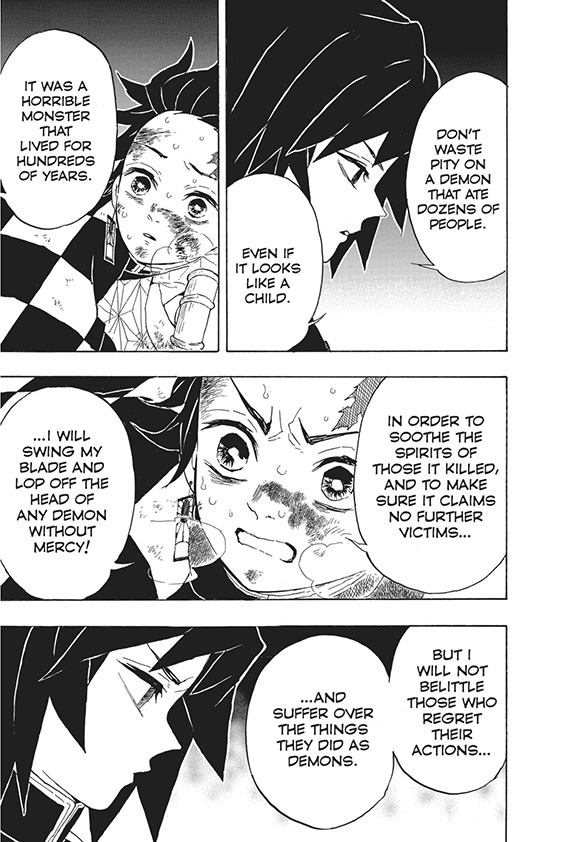 DON'T
WASTE
PITY ON
A DEMON
THAT ATE
DOZENS OF
PEOPLE.
EVEN IF
IT LOOKS
LIKE A
CHILD.
IT WAS A
HORRIBLE
MONSTER
THAT
LIVED FOR
HUNDREDS
OF YEARS.
IN ORDER TO
SOOTHE THE
SPIRITS OF
THOSE IT KILLED,
AND TO MAKE
SURE IT CLAIMS
NO FURTHER
VICTIMS...
...I WILL
SWING MY
BLADE AND
LOP OFF THE
HEAD OF
ANY DEMON
WITHOUT
MERCY!
BUT I
WILL NOT
BELITTLE
THOSE WHO
REGRET
THEIR
ACTIONS...
...AND
SUFFER OVER
THE THINGS
THEY DID AS
DEMONS.